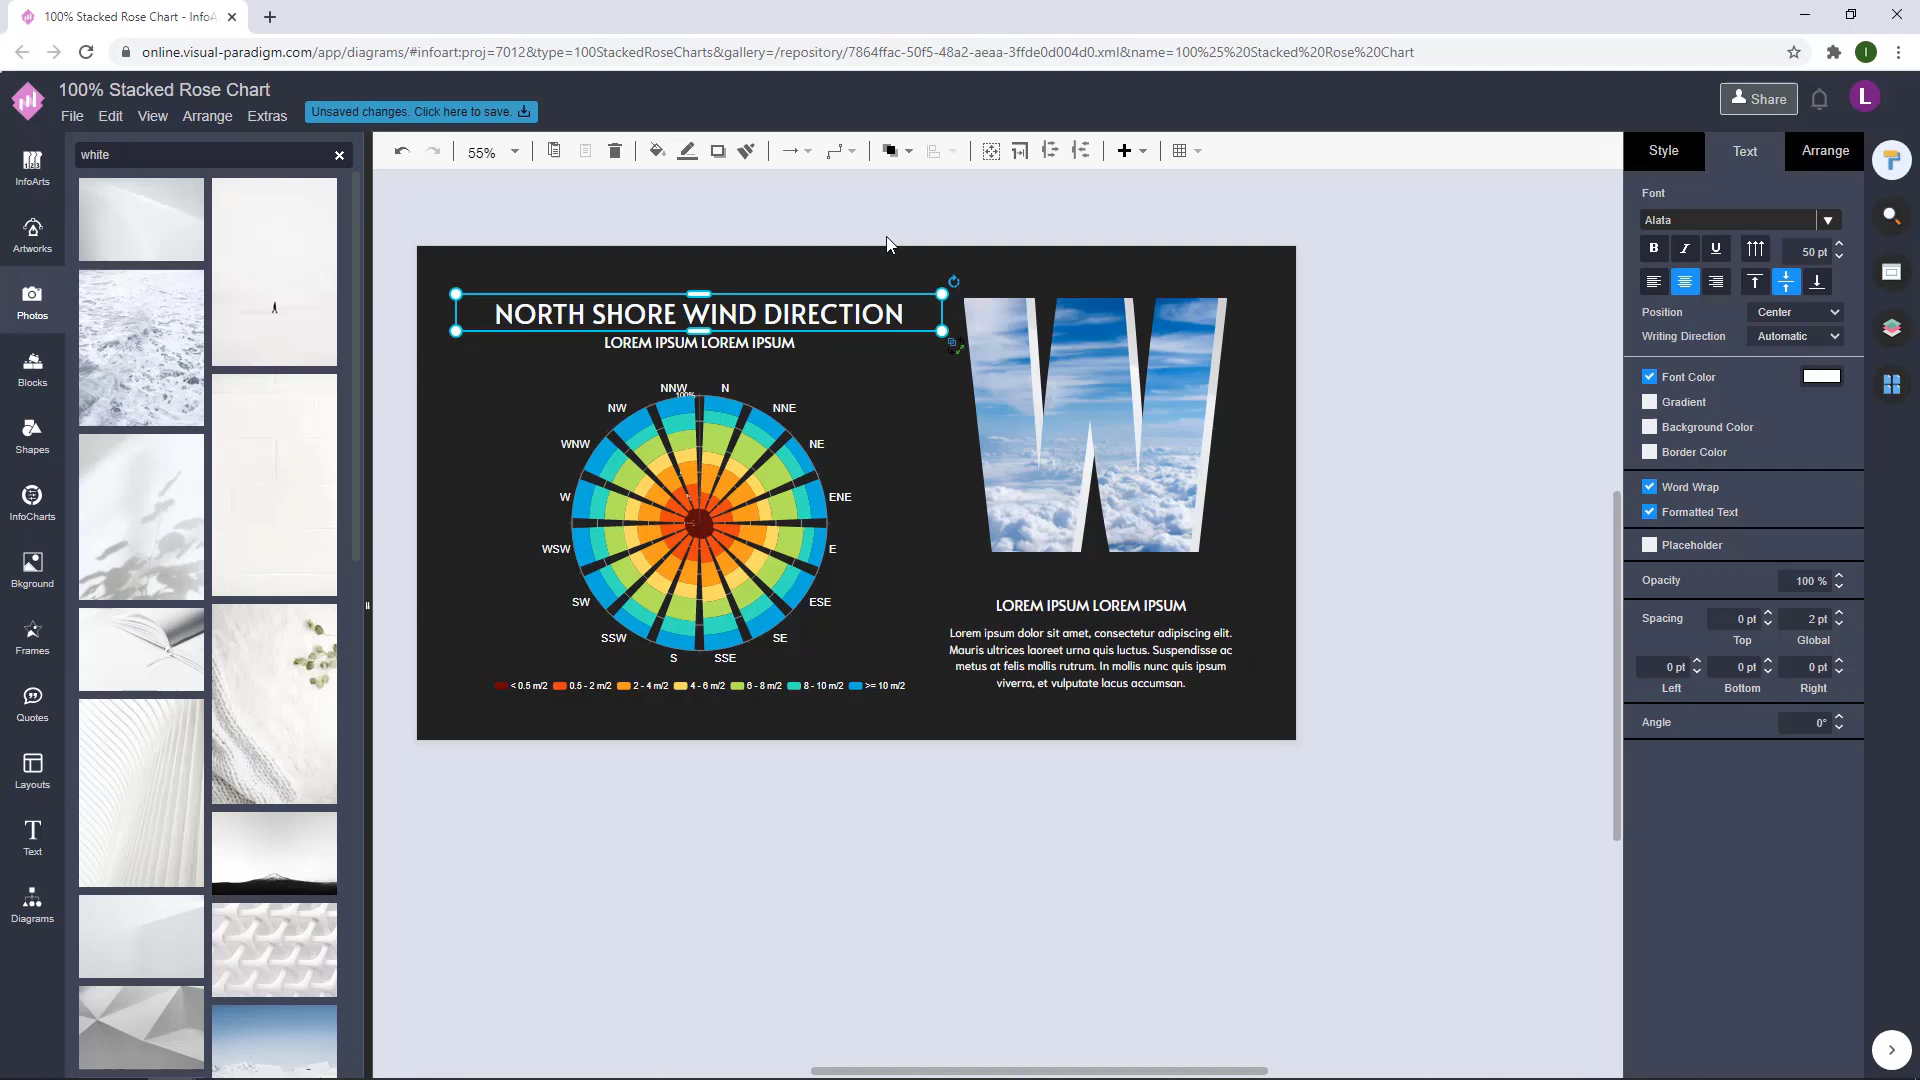 100% Stacked Rose Chart - InfoA
online.visual-paradigm.com/app/diagrams/#infoart:proj=7012&type=100StackedRoseCharts&gallery=/repository/7864ffac-50f5-48a2-aeaa-3ffde0d004d0.xml&name=100%25%20Stacked%20Rose%20Chart
I
100% Stacked Rose Chart
File Edit View Arrange Extras
Unsaved changes. Click here to save.
Share
L
InfoArts
Artworks
Photos
Blocks
Shapes
InfoCharts
Bkground
Frames
Quotes
Layouts
T
Text
Diagrams
white
55%
NORTH SHORE WIND DIRECTION
LOREM IPSUM LOREM IPSUM
NNW N
100%
NW NNE
WNW NE
W ENE
WSW E
SW ESE
SSW SE
S SSE
< 0.5 m/2 0.5 - 2 m/2 2 - 4 m/2 4 - 6 m/2 6 - 8 m/2 8 - 10 m/2 >= 10 m/2
W
LOREM IPSUM LOREM IPSUM
Lorem ipsum dolor sit amet, consectetur adipiscing elit.
Mauris ultrices laoreet urna quis luctus. Suspendisse ac
metus at felis mollis rutrum. In mollis nunc quis ipsum
viverra, et vulputate lacus accumsan.
Style Text Arrange
Font
Alata
B I U 50 pt
Position Center
Writing Direction Automatic
Font Color
Gradient
Background Color
Border Color
Word Wrap
Formatted Text
Placeholder
Opacity 100 %
Spacing 0 pt 2 pt
Top Global
0 pt 0 pt 0 pt
Left Bottom Right
Angle 0°